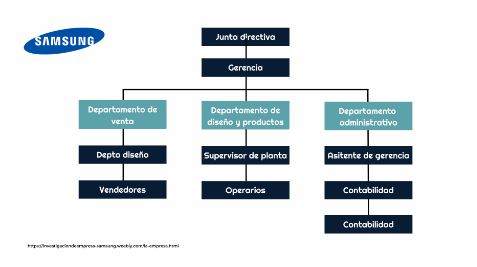 SAMSUNG
Junta directiva
Gerencia
Departamento de
venta
Departamento de
diseño y productos
Departamento
administrativo
Depto diseño
Supervisor de planta
Asitente de gerencia
Vendedores
Operarios
Contabilidad
Contabilidad
https://investigaciondeempresa-samsung.weebly.com/la-empresa.html